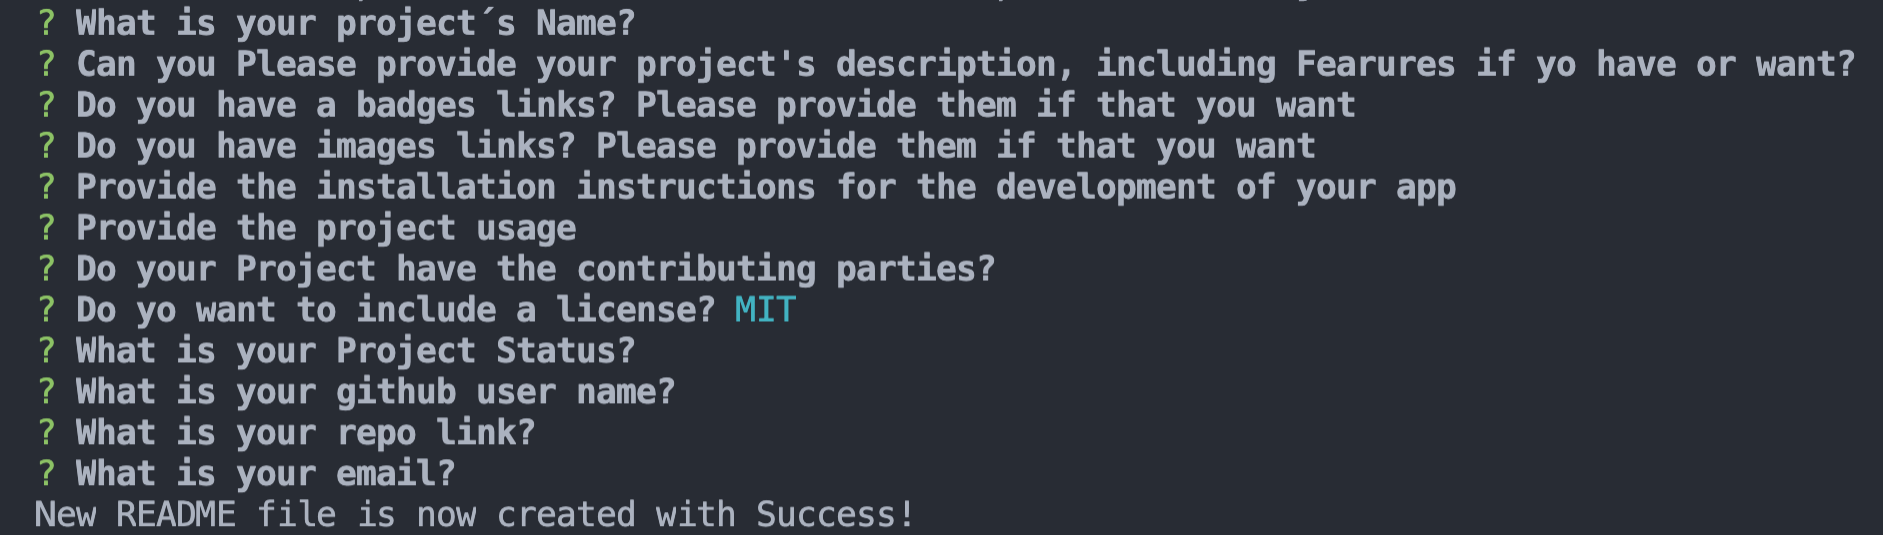 ? What is your project´s Name?
? Can you Please provide your project's description, including Fearures if yo have or want?
? Do you have a badges links? Please provide them if that you want
? Do you have images links? Please provide them if that you want
? Provide the installation instructions for the development of your app
? Provide the project usage
? Do your Project have the contributing parties?
? Do yo want to include a license? MIT
? What is your Project Status?
? What is your github user name?
? What is your repo link?
? What is your email?
New README file is now created with Success!